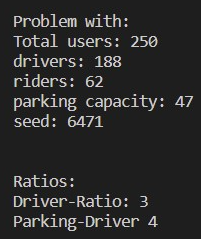 Problem with:
Total users: 250
drivers: 188
riders: 62
parking capacity: 47
seed: 6471
Ratios:
Driver-Ratio: 3
Parking-Driver 4